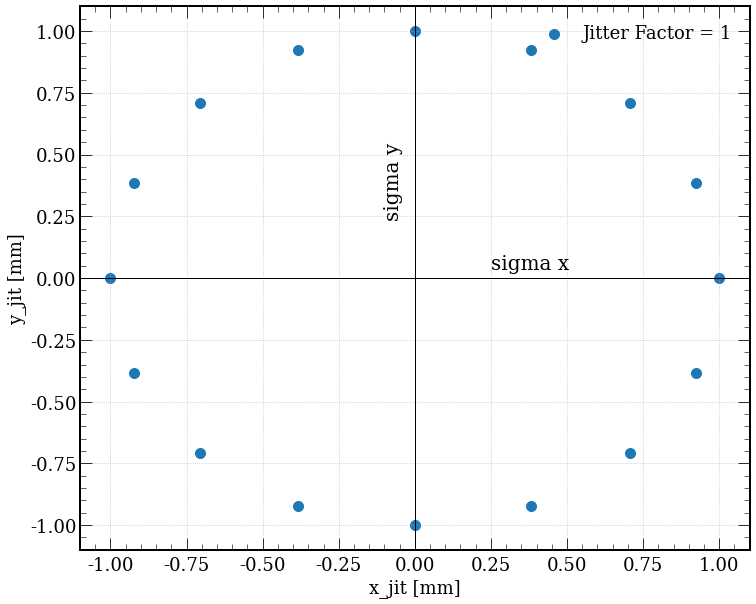 Jitter Factor = 1
1.00
0.75
0.50
0.25
0.00
-0.25
-0.50
-0.75
-1.00
y_jit [mm]
sigma y
sigma x
-1.00 -0.75 -0.50 -0.25 0.00 0.25 0.50 0.75 1.00
x_jit [mm]